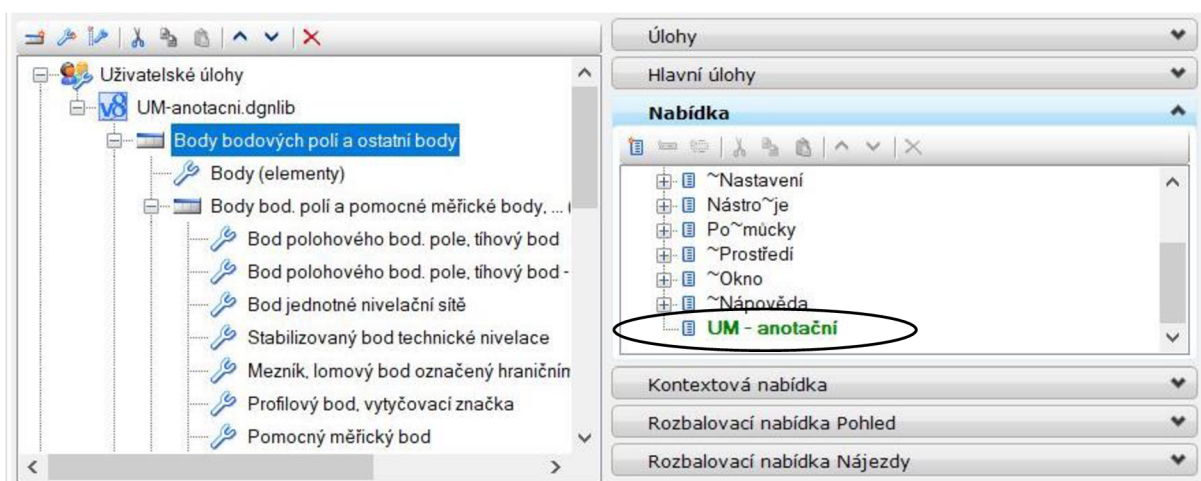 Uživatelské úlohy
v8 UM-anotacni.dgnlib
Body bodových polí a ostatní body
Body (elementy)
Body bod. polí a pomocné měřické body, ... (
Bod polohového bod. pole, tíhový bod
Bod polohového bod. pole, tíhový bod -
Bod jednotné nivelační sítě
Stabilizovaný bod technické nivelace
Mezník, lomový bod označený hraničním
Profilový bod, vytyčovací značka
Pomocný měřický bod
Úlohy
Hlavní úlohy
Nabídka
~Nastavení
Nástro~je
Po~mùcky
~Prostředí
~Okno
~Nápověda
UM - anotační
Kontextová nabídka
Rozbalovací nabídka Pohled
Rozbalovací nabídka Nájezdy